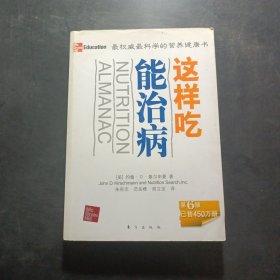 Education 最权威最科学的营养健康书
这样吃
能治病
NUTRITION
ALMANAC
[美] 约翰·D·基尔希曼 著
John D. Kirschmann and Nutrition Search, Inc.
第6版
已售450万册
东方出版社